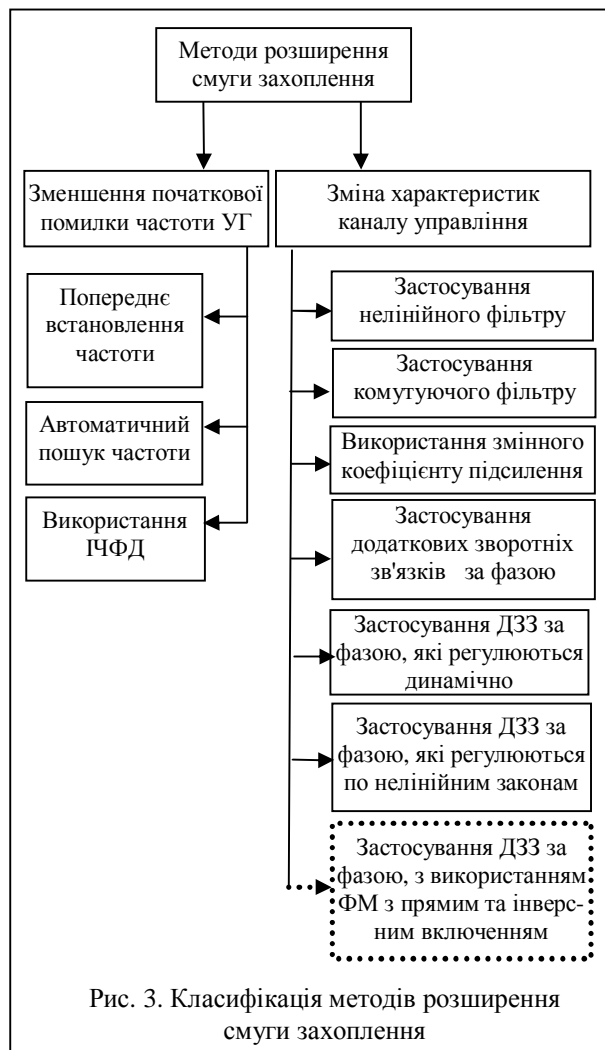 Методи розширення
смуги захоплення
Зменшення початкової
помилки частоти УГ
Зміна характеристик
каналу управління
Попереднє
встановлення
частоти
Автоматичний
пошук частоти
Використання
ІЧФД
Застосування
нелінійного фільтру
Застосування
комутуючого фільтру
Використання змінного
коефіцієнту підсилення
Застосування
додаткових зворотніх
зв'язків за фазою
Застосування ДЗЗ за
фазою, які регулюються
динамічно
Застосування ДЗЗ за
фазою, які регулюються
по нелінійним законам
Застосування ДЗЗ за
фазою, з використанням
ФМ з прямим та інверс-
ним включенням
Рис. 3. Класифікація методів розширення
смуги захоплення